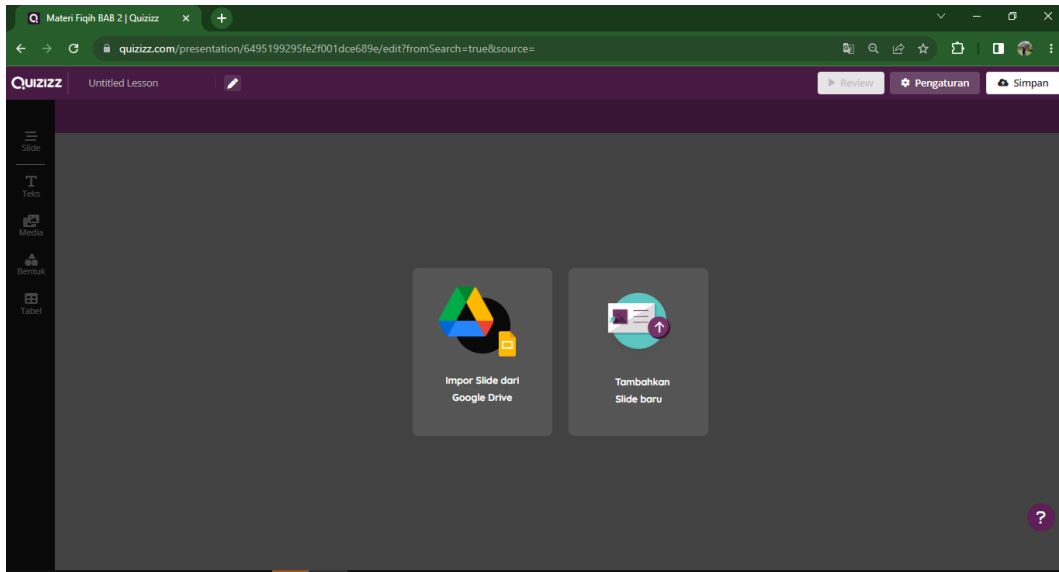 Materi Fiqih BAB 2 | Quizizz
quizizz.com/presentation/6495199295fe2f001dce689e/edit?fromSearch=true&source=
QUIZIZZ
Untitled Lesson
Review
Pengaturan
Simpan
Slide
Teks
Media
Bentuk
Tabel
Impor Slide dari
Google Drive
Tambahkan
Slide baru
?